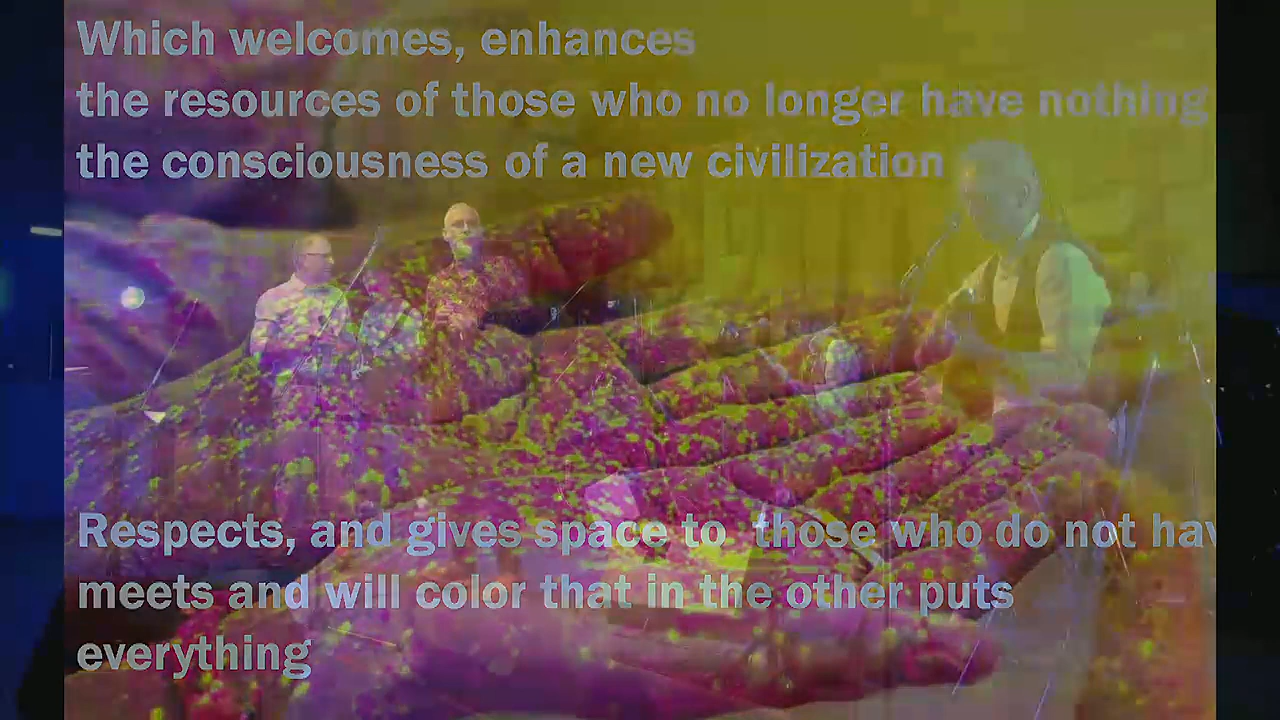 Which welcomes, enhances
the resources of those who no longer have nothing
the consciousness of a new civilization
Respects, and gives space to those who do not hav
meets and will color that in the other puts
everything